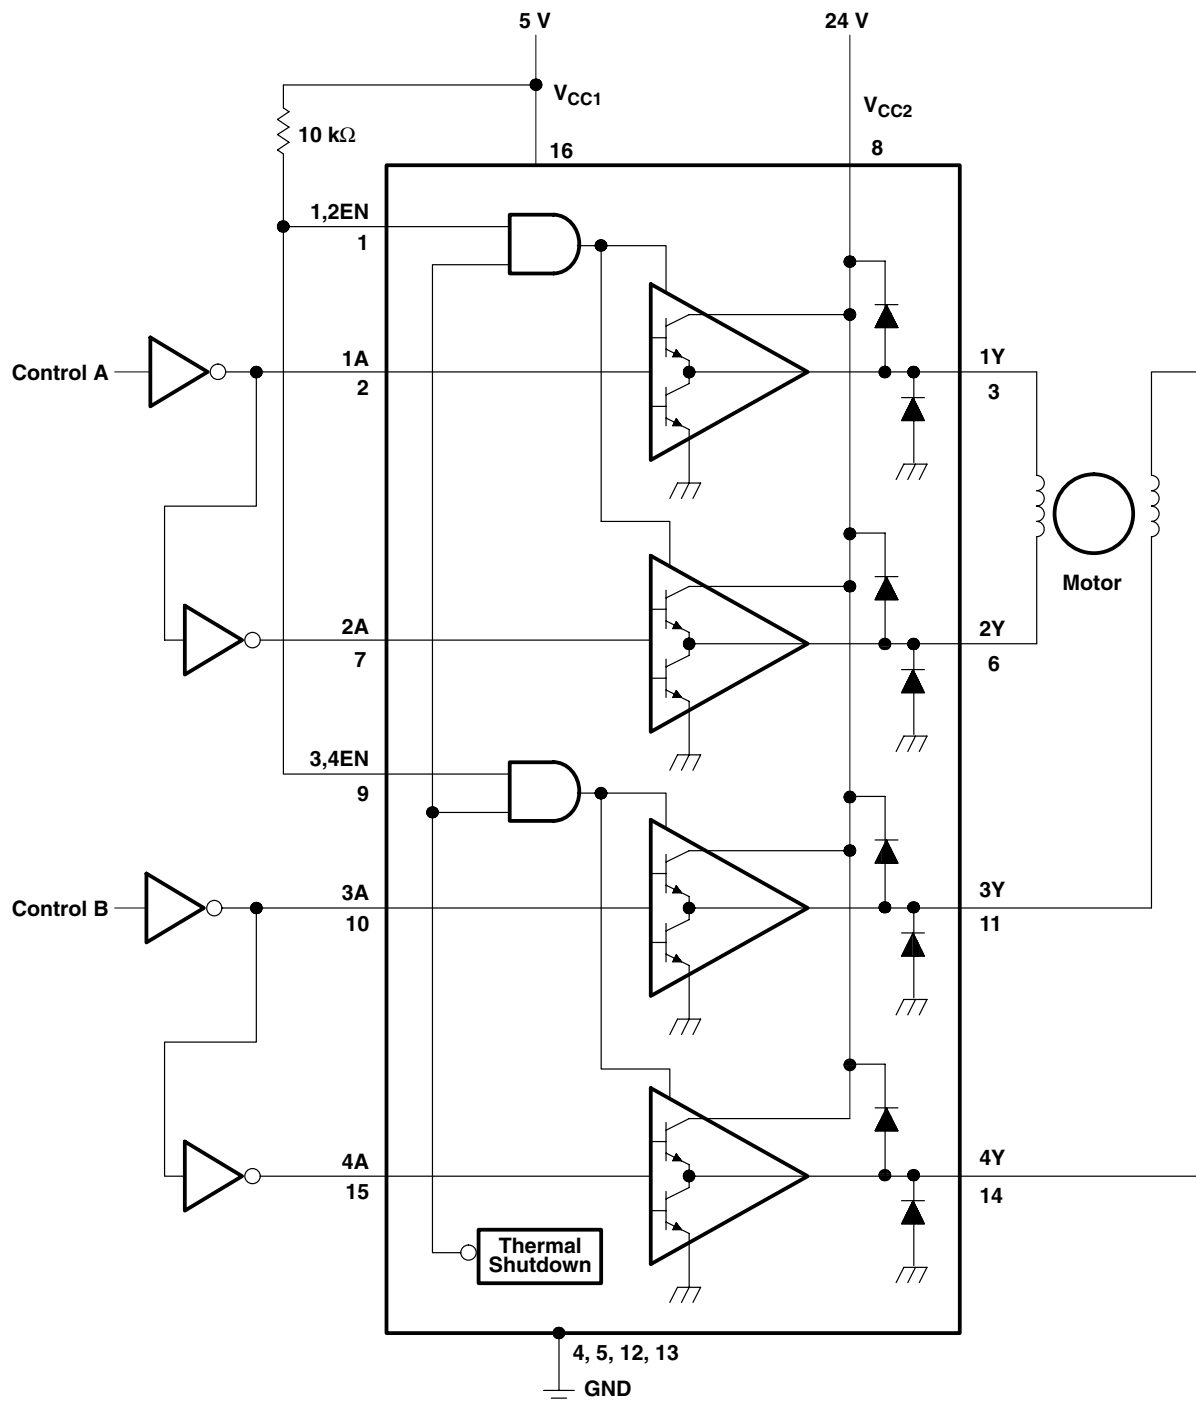 5 V
24 V
VCC1
VCC2
10 kΩ
16
8
1,2EN
1
Control A
1A
2
1Y
3
Motor
2A
7
2Y
6
3,4EN
9
Control B
3A
10
3Y
11
4A
15
4Y
14
Thermal
Shutdown
4, 5, 12, 13
GND